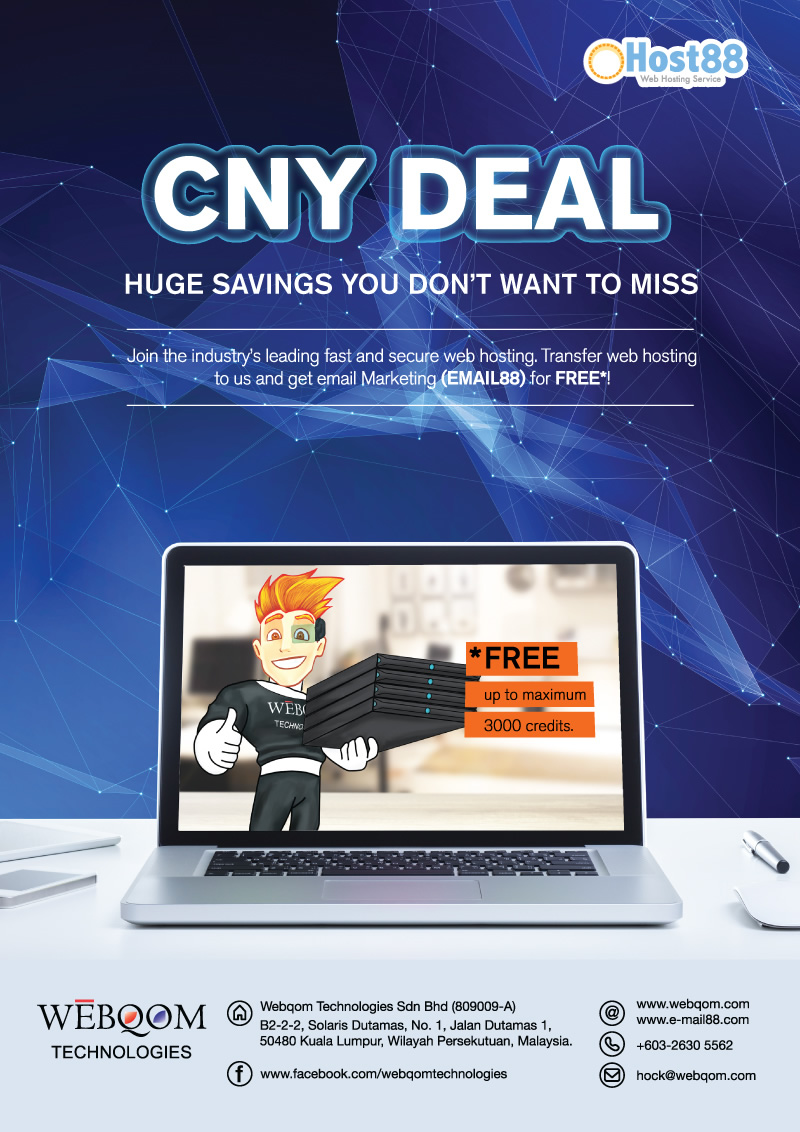 Host88
Web Hosting Service
CNY DEAL
HUGE SAVINGS YOU DON'T WANT TO MISS
Join the industry's leading fast and secure web hosting. Transfer web hosting
to us and get email Marketing (EMAIL88) for FREE*!
*FREE
up to maximum
3000 credits.
WEBQ
TECHNO
WĒBQOM
TECHNOLOGIES
Webqom Technologies Sdn Bhd (809009-A)
B2-2-2, Solaris Dutamas, No. 1, Jalan Dutamas 1,
50480 Kuala Lumpur, Wilayah Persekutuan, Malaysia.
www.facebook.com/webqomtechnologies
www.webqom.com
www.e-mail88.com
+603-2630 5562
hock@webqom.com